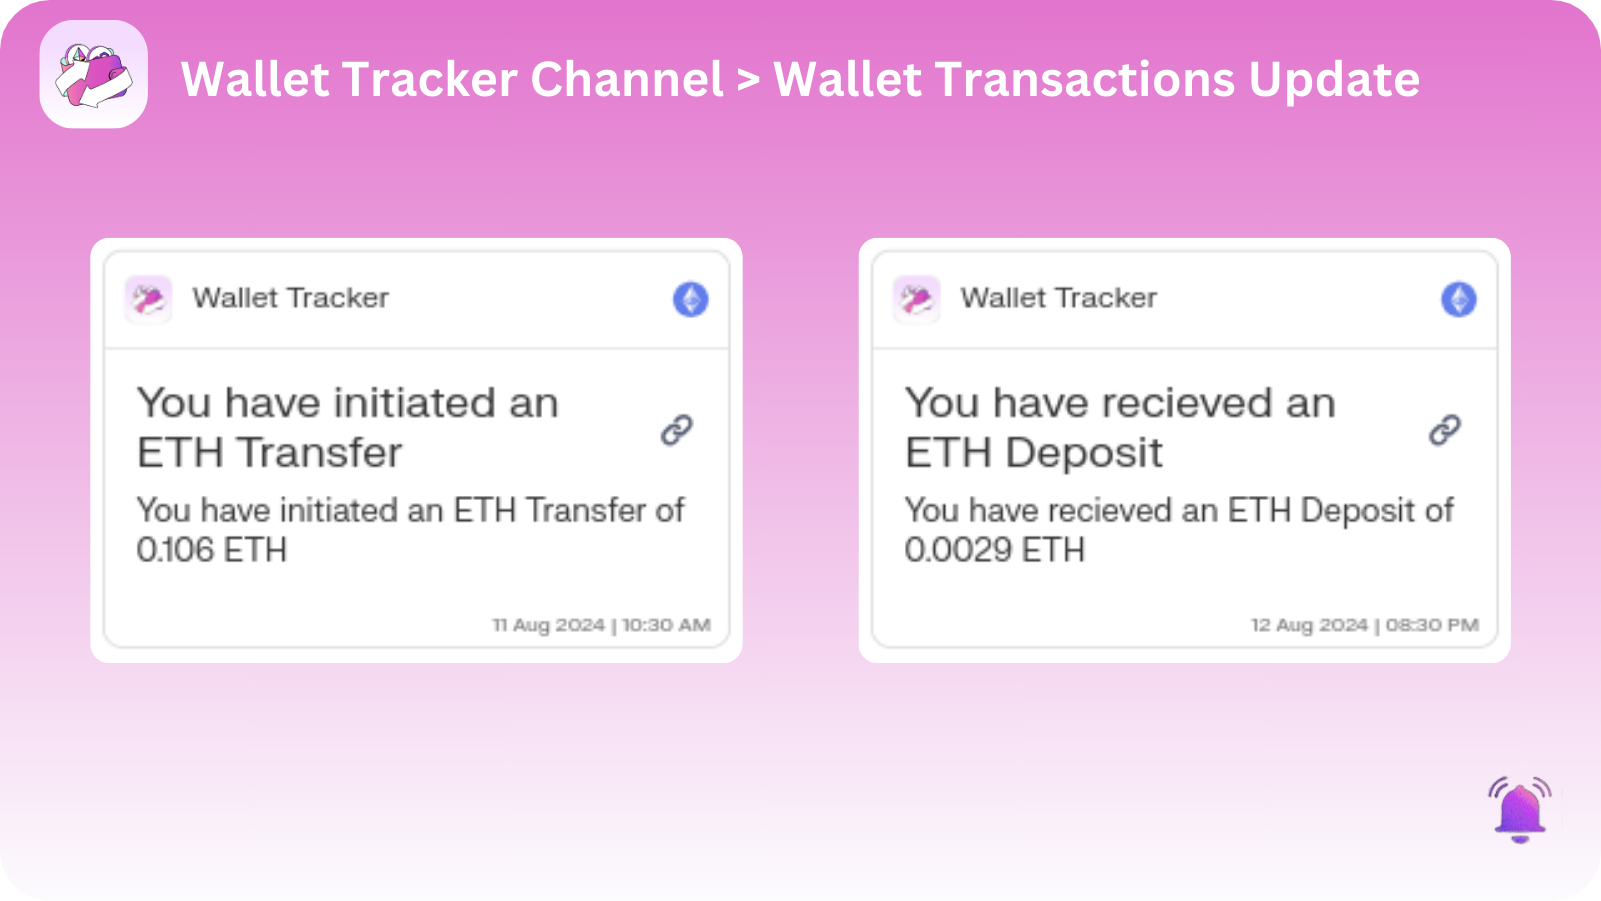 Wallet Tracker Channel > Wallet Transactions Update
Wallet Tracker
You have initiated an
ETH Transfer
You have initiated an ETH Transfer of
0.106 ETH
11 Aug 2024 | 10:30 AM
Wallet Tracker
You have recieved an
ETH Deposit
You have recieved an ETH Deposit of
0.0029 ETH
12 Aug 2024 | 08:30 PM